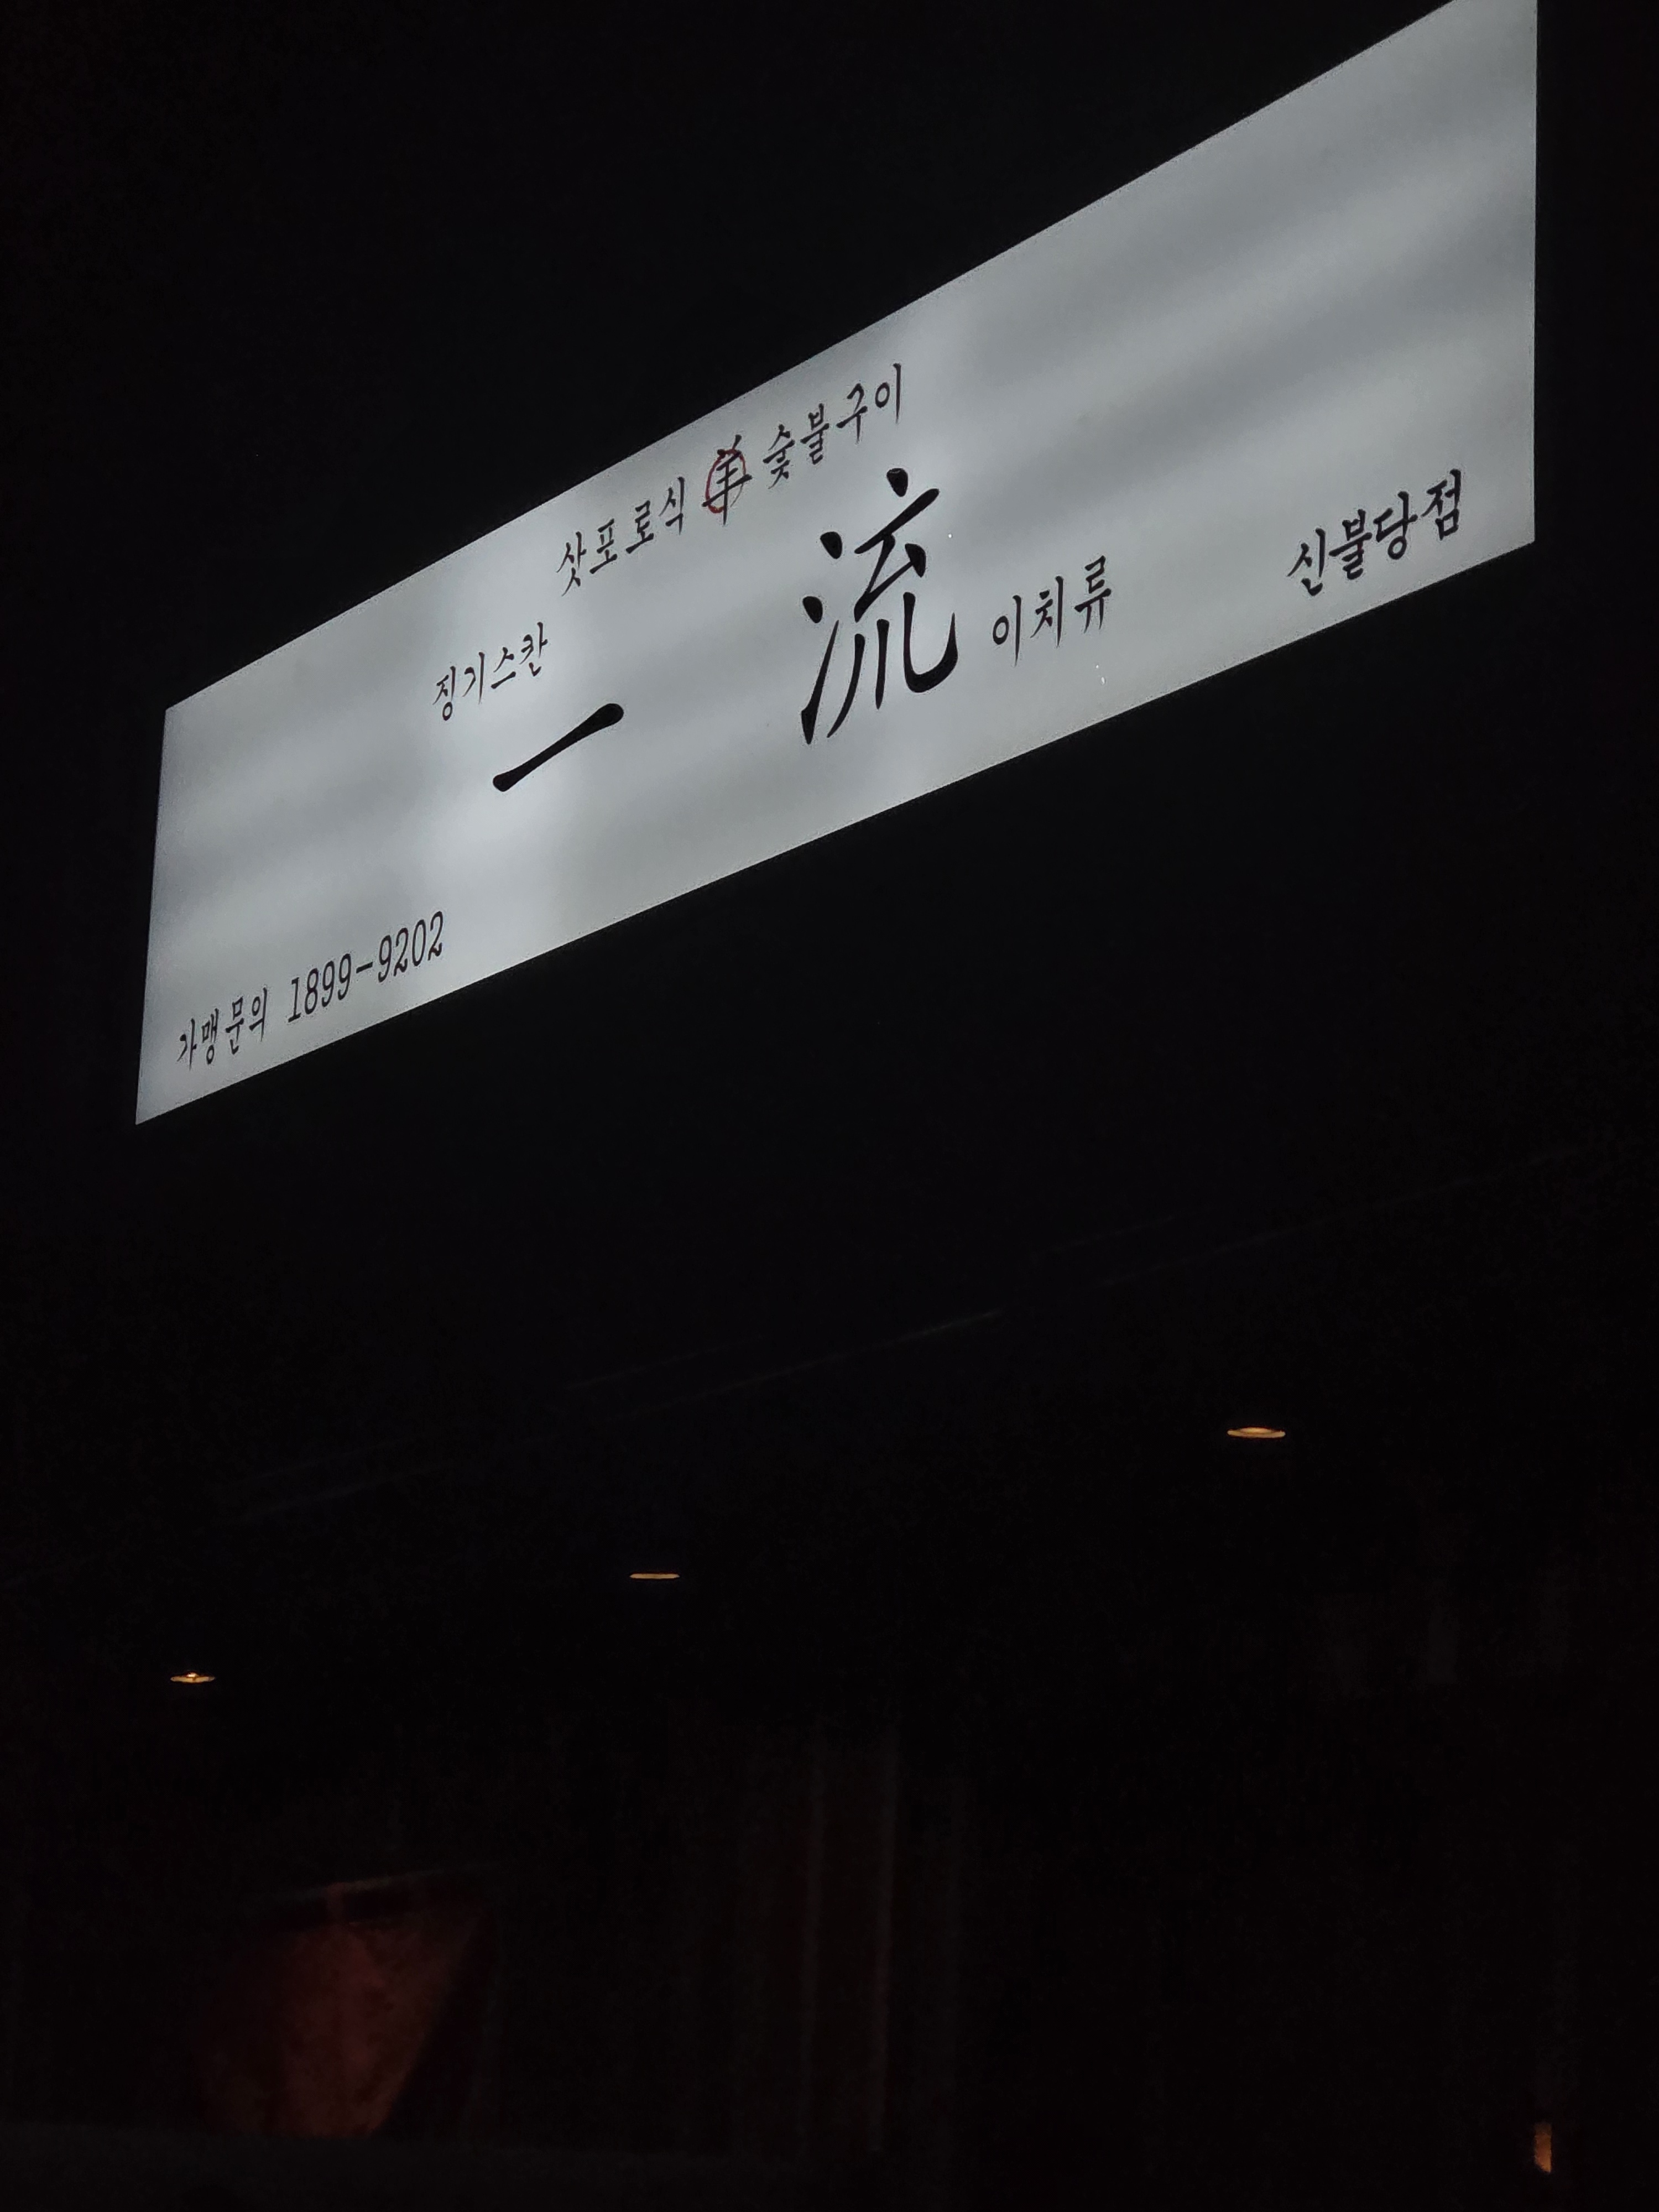 삿포로식 羊 숯불구이
징기스칸
一 流 이치류
신불당점
가맹문의 1899-9202